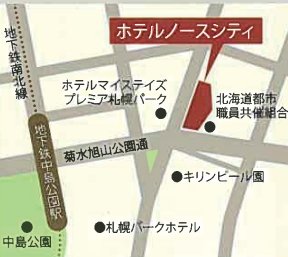 ホテルノースシティ
地下鉄南北線
ホテルマイステイズ
プレミア札幌パーク
北海道都市
職員共催組合
地下鉄中島公園駅
菊水旭山公園通
キリンビール園
中島公園
札幌パークホテル